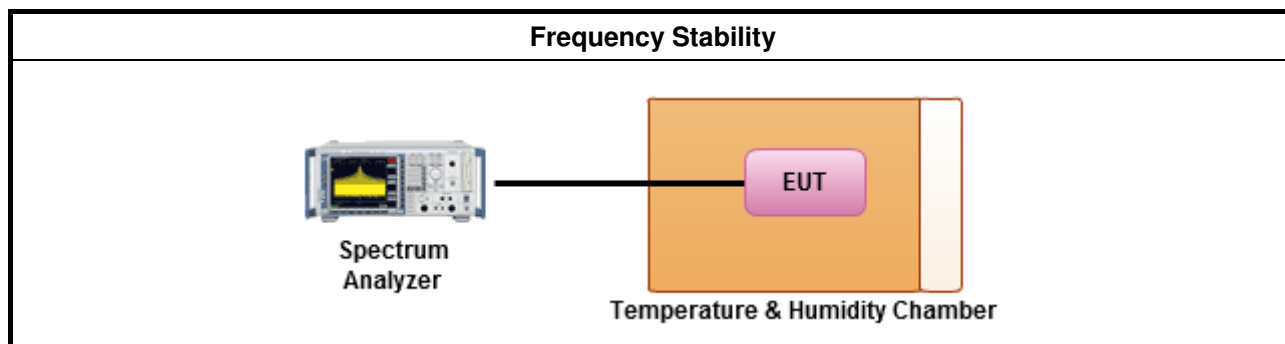 Frequency Stability
EUT
Spectrum
Analyzer
Temperature & Humidity Chamber